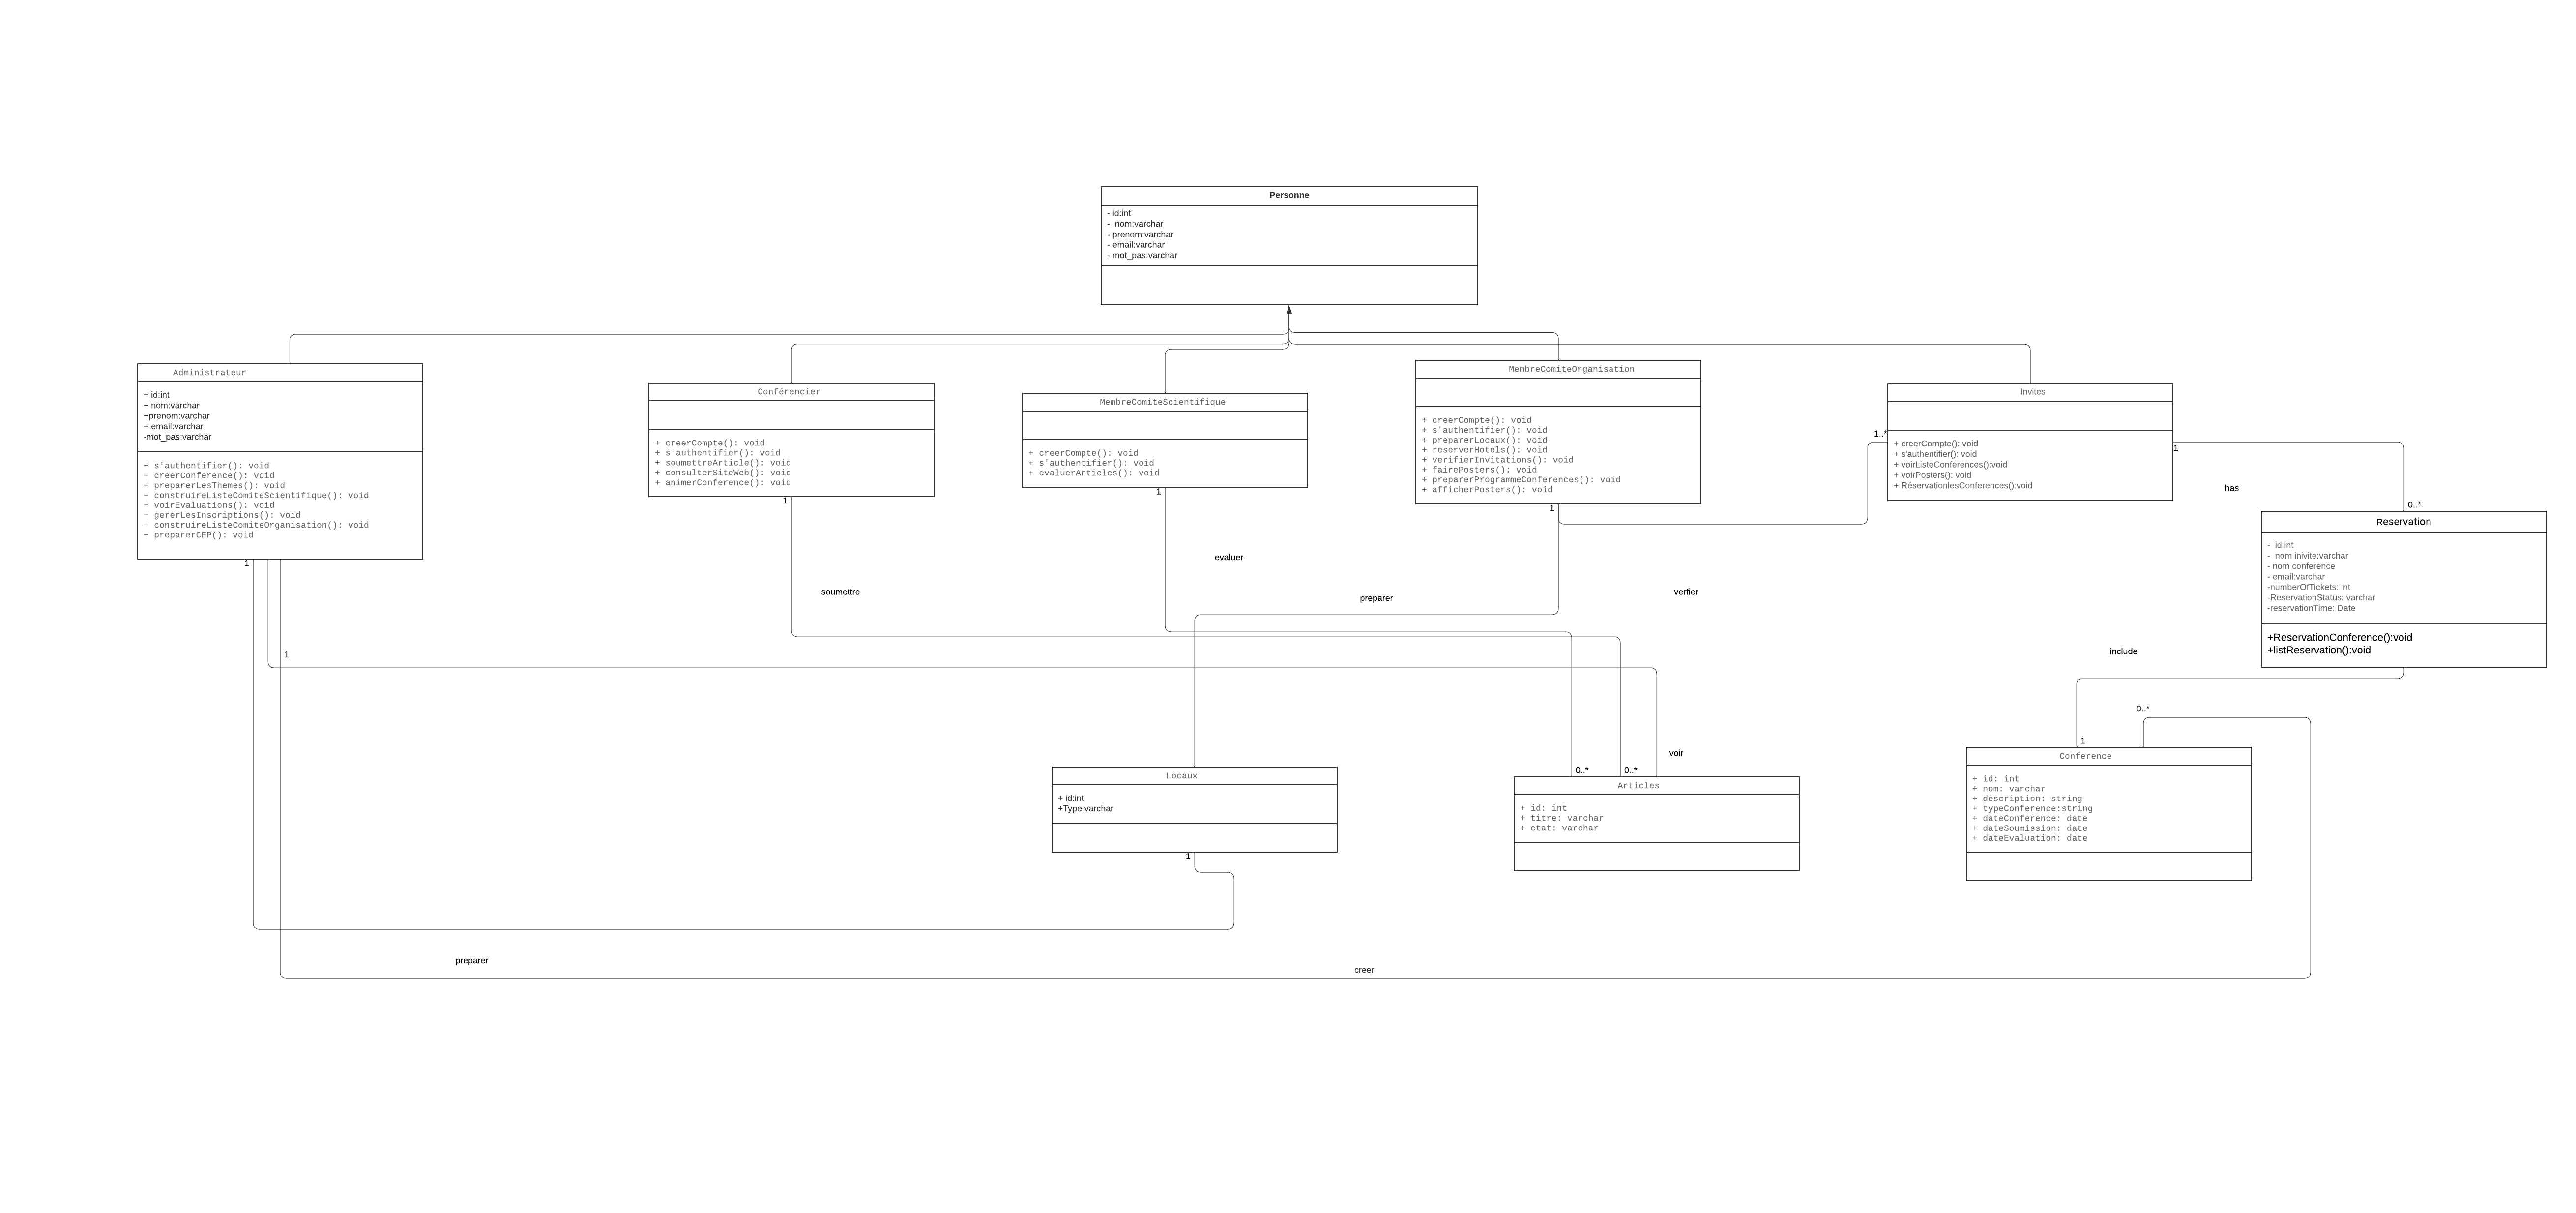 Personne
- id:int
-  nom:varchar
- prenom:varchar
- email:varchar
- mot_pas:varchar
Administrateur
+ id:int
+ nom:varchar
+prenom:varchar
+ email:varchar
-mot_pas:varchar
+ s'authentifier(): void
+ creerConference(): void
+ preparerLesThemes(): void
+ construireListeComiteScientifique(): void
+ voirEvaluations(): void
+ gererLesInscriptions(): void
+ construireListeComiteOrganisation(): void
+ preparerCFP(): void
1
1
Conférencier
+ creerCompte(): void
+ s'authentifier(): void
+ soumettreArticle(): void
+ consulterSiteWeb(): void
+ animerConference(): void
1
soumettre
MembreComiteScientifique
+ creerCompte(): void
+ s'authentifier(): void
+ evaluerArticles(): void
1
evaluer
MembreComiteOrganisation
+ creerCompte(): void
+ s'authentifier(): void
+ preparerLocaux(): void
+ reserverHotels(): void
+ verifierInvitations(): void
+ fairePosters(): void
+ preparerProgrammeConferences(): void
+ afficherPosters(): void
1
preparer
verfier
1..*
Invites
+ creerCompte(): void
+ s'authentifier(): void
+ voirListeConferences():void
+ voirPosters(): void
+ RéservationlesConferences():void
1
has
0..*
Reservation
-  id:int
-  nom inivite:varchar
- nom conference
- email:varchar
-numberOfTickets: int
-ReservationStatus: varchar
-reservationTime: Date
+ReservationConference():void
+listReservation():void
include
0..*
1
Locaux
+ id:int
+Type:varchar
1
voir
0..*
0..*
Articles
+ id: int
+ titre: varchar
+ etat: varchar
Conference
+ id: int
+ nom: varchar
+ description: string
+ typeConference:string
+ dateConference: date
+ dateSoumission: date
+ dateEvaluation: date
preparer
creer